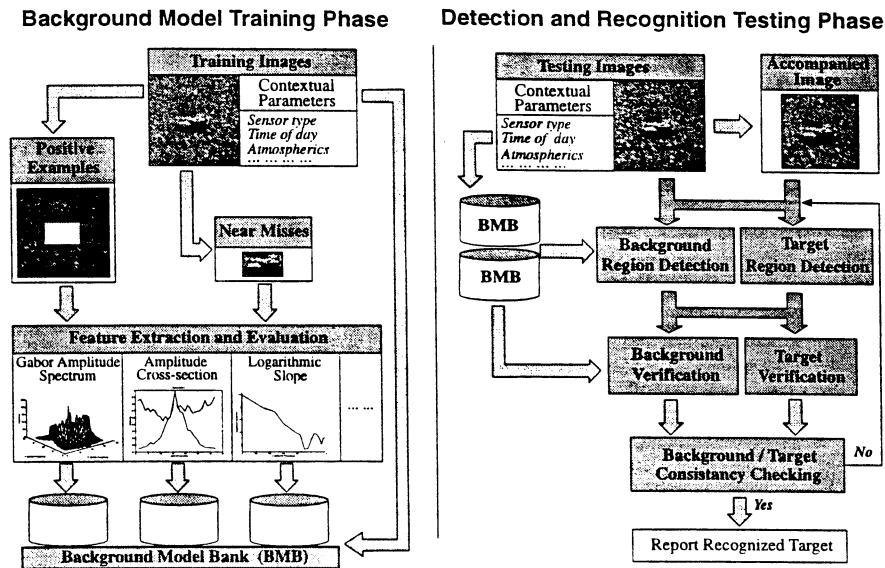 Background Model Training Phase
Training Images
Contextual
Parameters
Sensor type
Time of day
Atmospherics
... ... ... ...
Positive
Examples
Near Misses
Feature Extraction and Evaluation
Gabor Amplitude
Spectrum
Amplitude
Cross-section
Logarithmic
Slope
... ...
Background Model Bank (BMB)
Detection and Recognition Testing Phase
Testing Images
Contextual
Parameters
Sensor type
Time of day
Atmospherics
... ... ... ...
Accompanied
Image
BMB
BMB
Background
Region Detection
Target
Region Detection
Background
Verification
Target
Verification
Background / Target
Consistancy Checking
No
Yes
Report Recognized Target